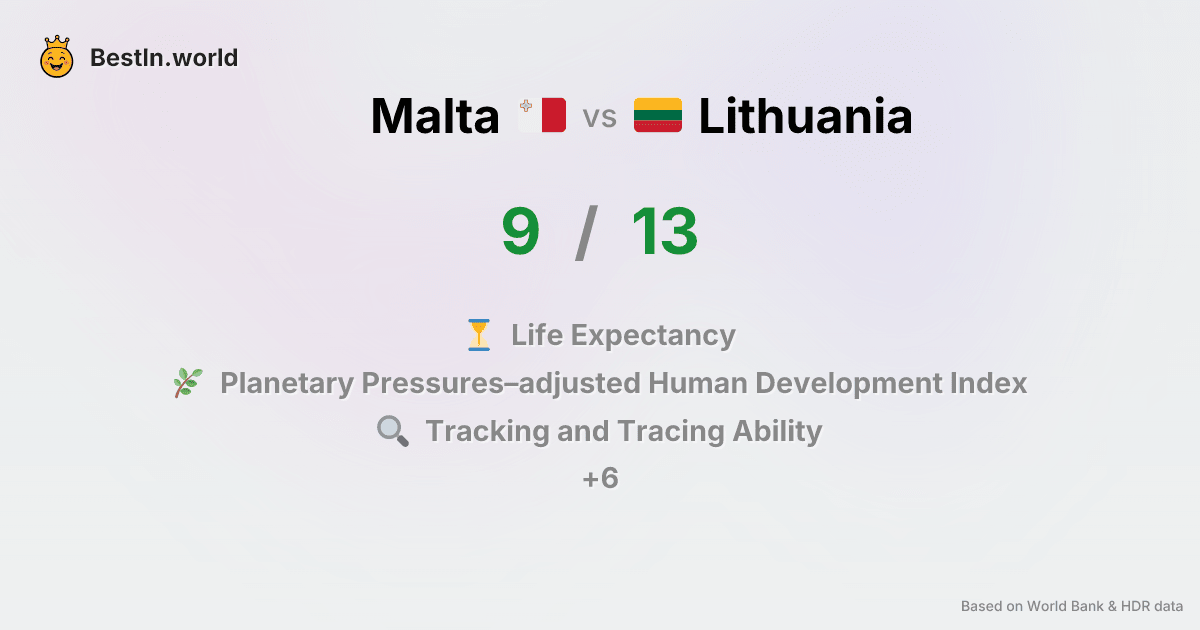 BestIn.world
Malta vs Lithuania
9 / 13
Life Expectancy
Planetary Pressures–adjusted Human Development Index
Tracking and Tracing Ability
+6
Based on World Bank & HDR data